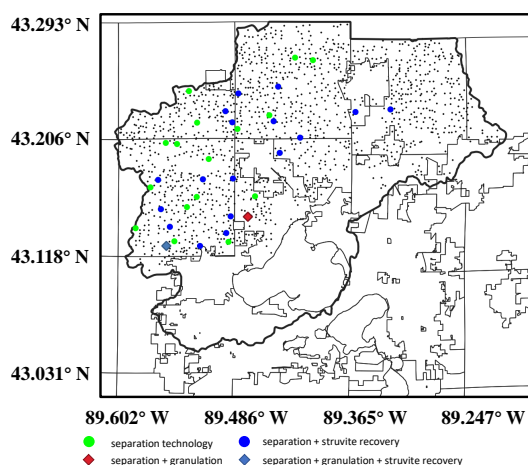 43.293° N
43.206° N
43.118° N
43.031° N
89.602° W 89.486° W 89.365° W 89.247° W
separation technology separation + struvite recovery
separation + granulation separation + granulation + struvite recovery